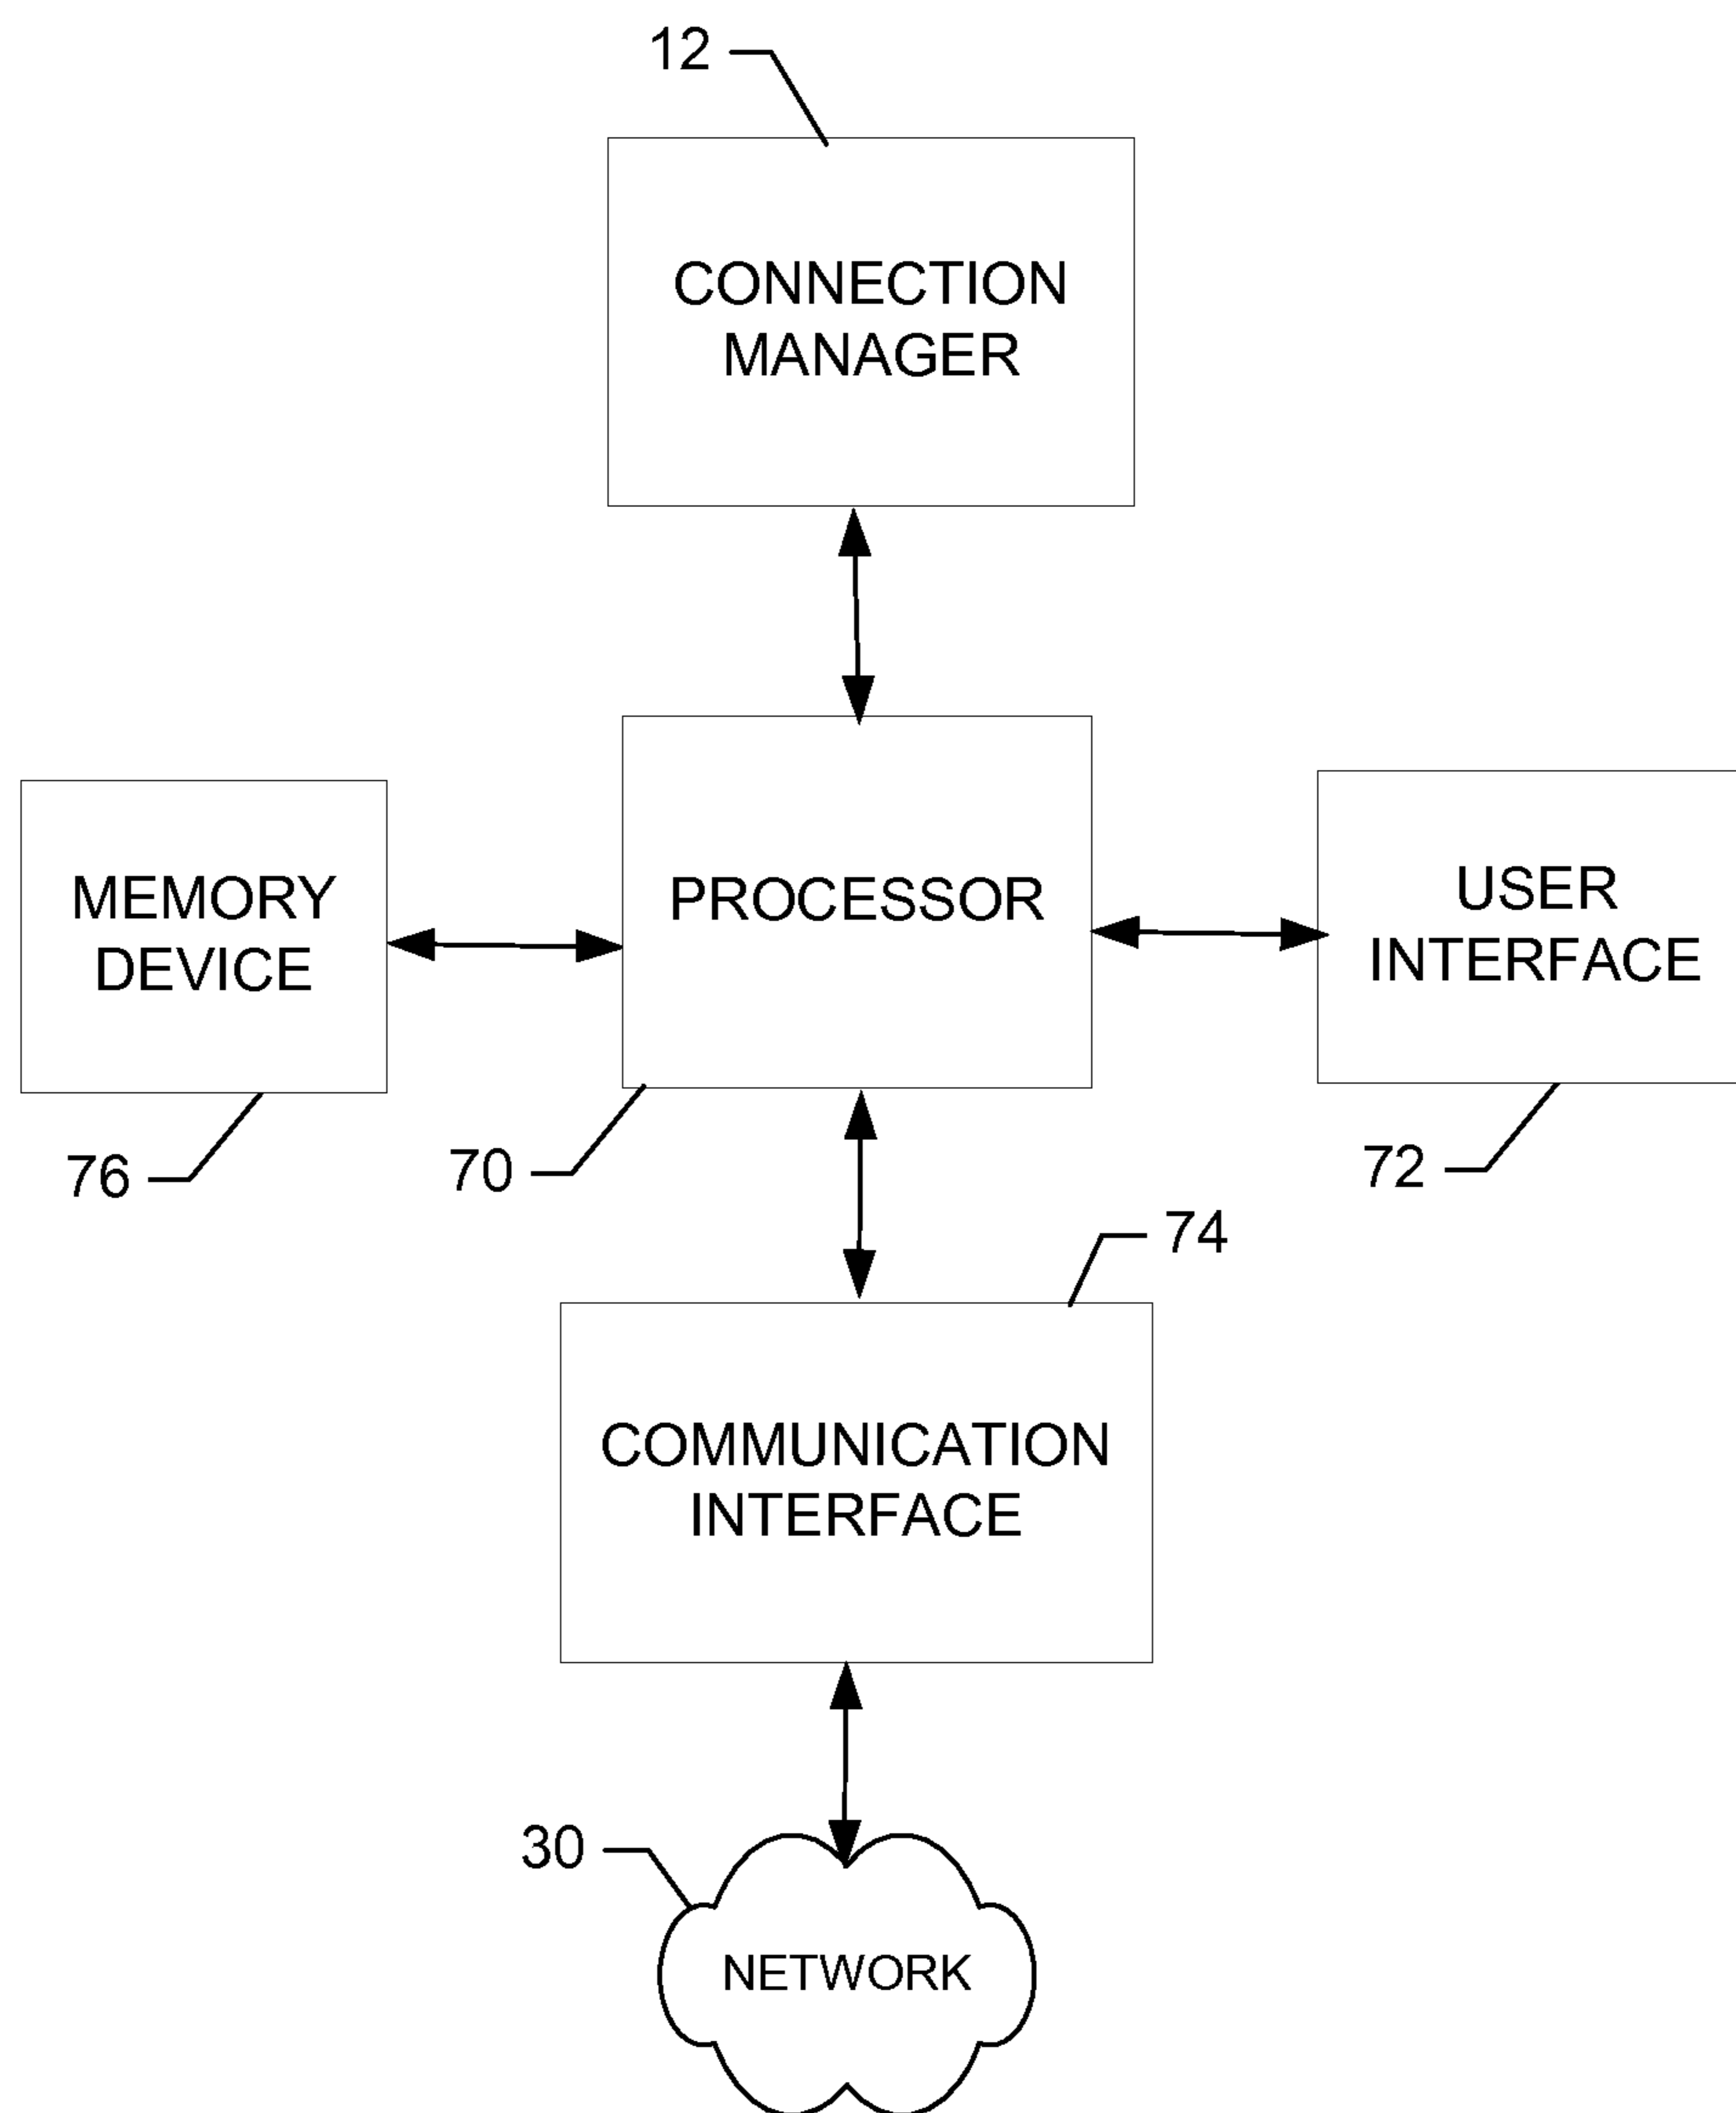 12
CONNECTION
MANAGER
MEMORY
DEVICE
PROCESSOR
USER
INTERFACE
76
70
72
74
COMMUNICATION
INTERFACE
30
NETWORK